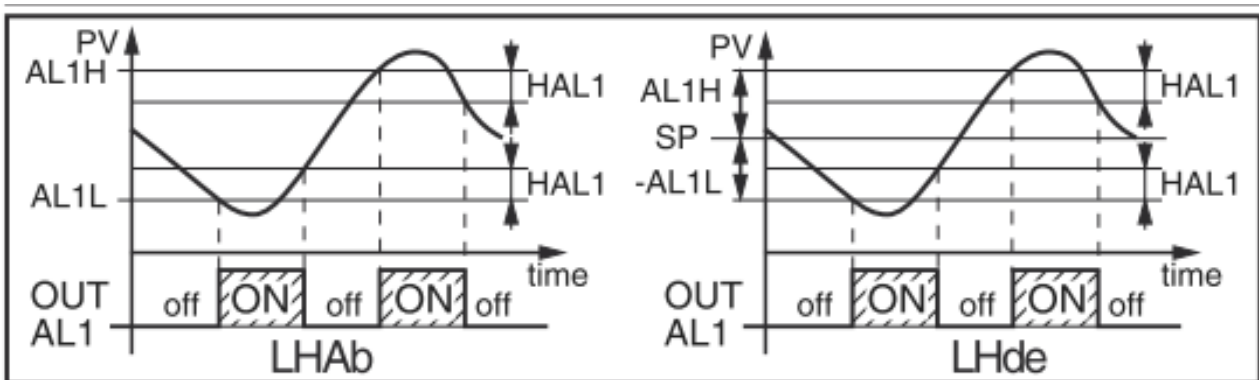 PV
AL1H
HAL1
AL1L
HAL1
time
OUT
AL1
off ON off ON off
LHAb
PV
AL1H
HAL1
SP
-AL1L
HAL1
time
OUT
AL1
off ON off ON off
LHde